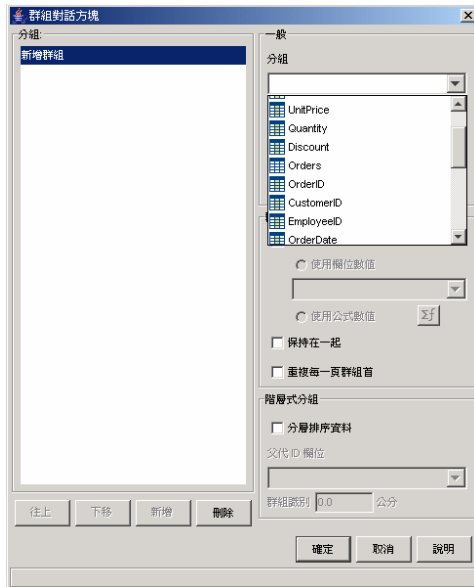 群組對話方塊
分組:
新增群組
一般
分組
UnitPrice
Quantity
Discount
Orders
OrderID
CustomerID
EmployeeID
OrderDate
使用欄位數值
使用公式數值
Σf
保持在一起
重複每一頁群組首
階層式分組
分層排序資料
父代 ID 欄位
群組識別 0.0 公分
往上 下移 新增 刪除
確定 取消 說明